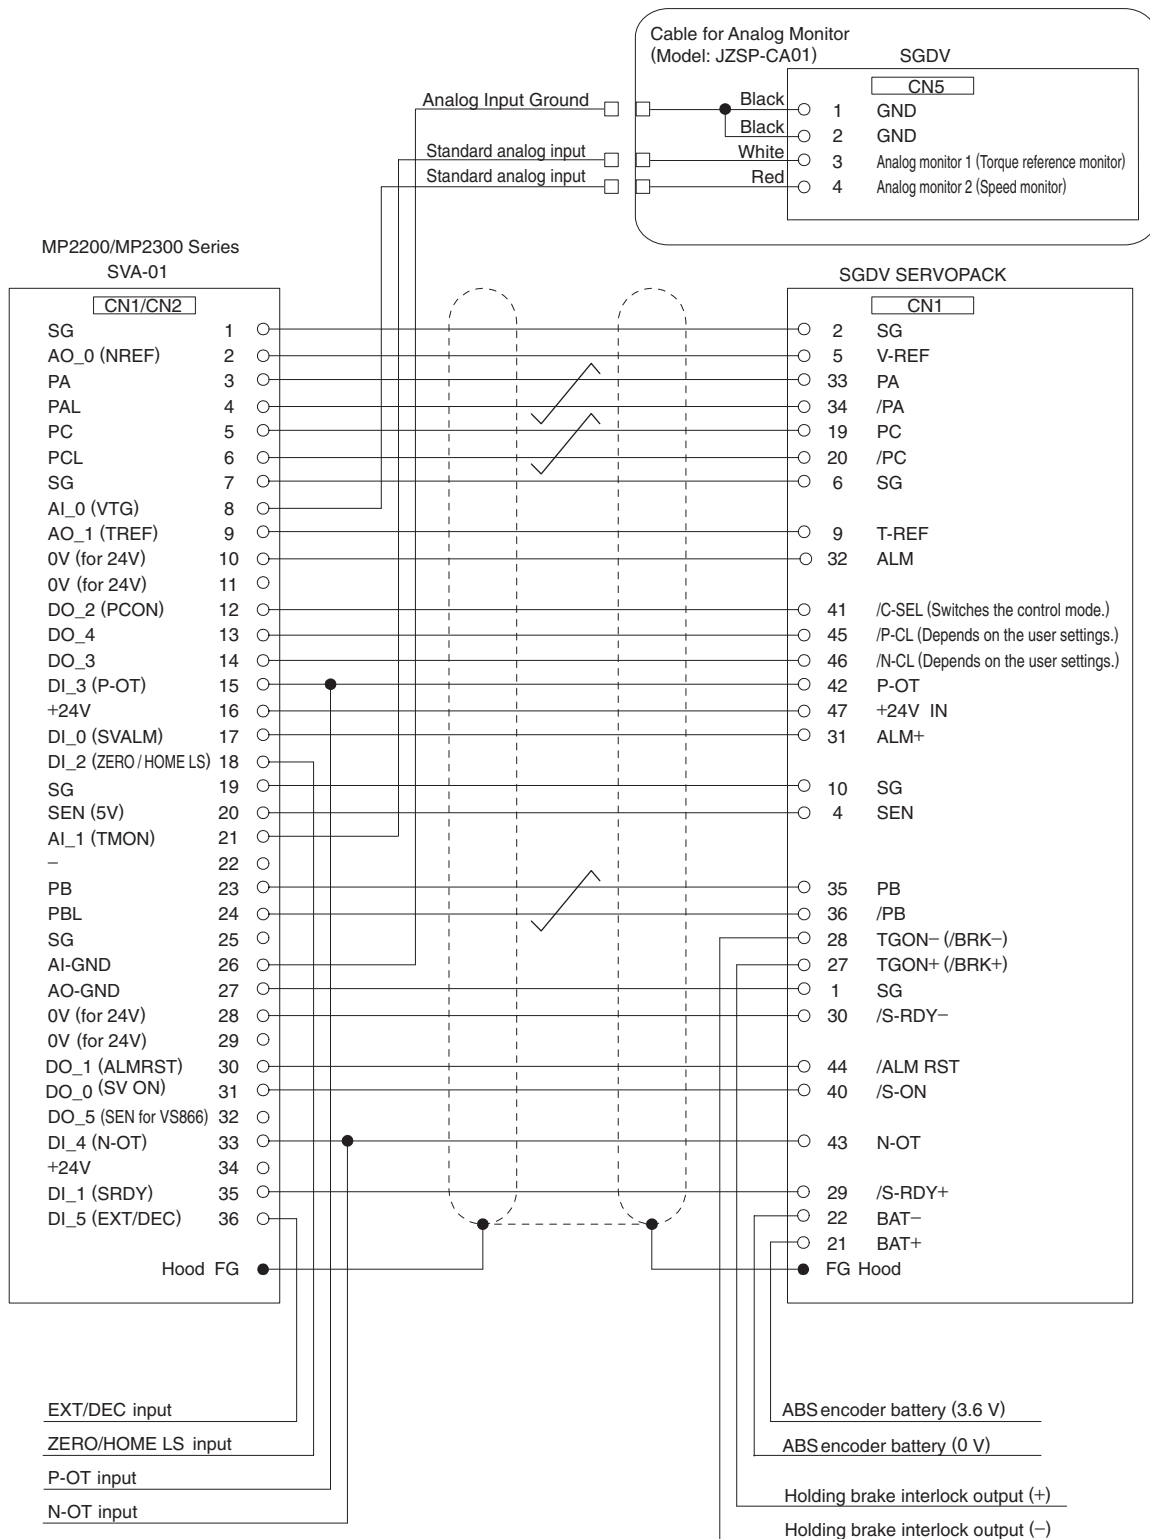 Cable for Analog Monitor
(Model: JZSP-CA01)
SGDV
CN5
Analog Input Ground
Black
1 GND
Black
2 GND
Standard analog input
White
3 Analog monitor 1 (Torque reference monitor)
Standard analog input
Red
4 Analog monitor 2 (Speed monitor)
MP2200/MP2300 Series
SVA-01
SGDV SERVOPACK
CN1/CN2
CN1
SG 1 2 SG
AO_0 (NREF) 2 5 V-REF
PA 3 33 PA
PAL 4 34 /PA
PC 5 19 PC
PCL 6 20 /PC
SG 7 6 SG
AI_0 (VTG) 8
AO_1 (TREF) 9 9 T-REF
0V (for 24V) 10 32 ALM
0V (for 24V) 11
DO_2 (PCON) 12 41 /C-SEL (Switches the control mode.)
DO_4 13 45 /P-CL (Depends on the user settings.)
DO_3 14 46 /N-CL (Depends on the user settings.)
DI_3 (P-OT) 15 42 P-OT
+24V 16 47 +24V IN
DI_0 (SVALM) 17 31 ALM+
DI_2 (ZERO / HOME LS) 18
SG 19 10 SG
SEN (5V) 20 4 SEN
AI_1 (TMON) 21
− 22
PB 23 35 PB
PBL 24 36 /PB
SG 25 28 TGON− (/BRK−)
AI-GND 26 27 TGON+ (/BRK+)
AO-GND 27 1 SG
0V (for 24V) 28 30 /S-RDY−
0V (for 24V) 29
DO_1 (ALMRST) 30 44 /ALM RST
DO_0 (SV ON) 31 40 /S-ON
DO_5 (SEN for VS866) 32
DI_4 (N-OT) 33 43 N-OT
+24V 34
DI_1 (SRDY) 35 29 /S-RDY+
DI_5 (EXT/DEC) 36 22 BAT−
21 BAT+
Hood FG FG Hood
EXT/DEC input
ABS encoder battery (3.6 V)
ZERO/HOME LS input
ABS encoder battery (0 V)
P-OT input
Holding brake interlock output (+)
N-OT input
Holding brake interlock output (−)